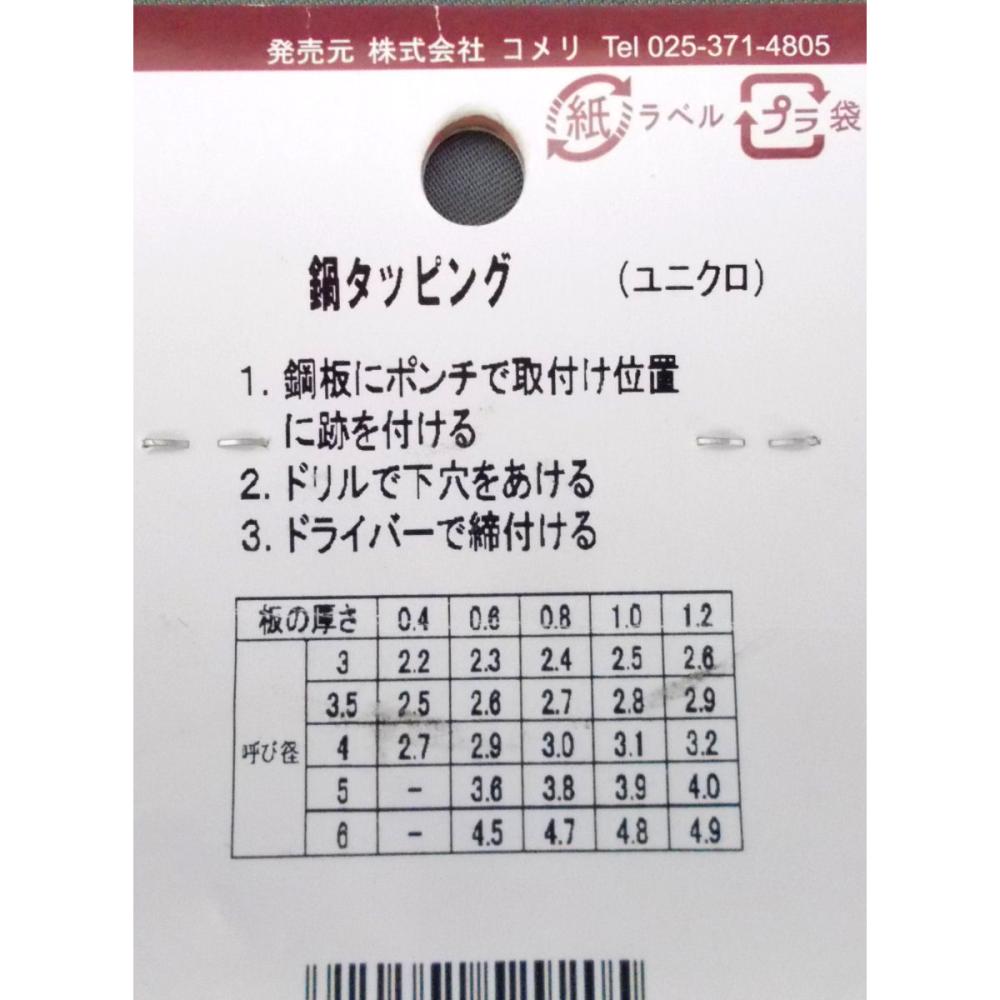 発売元 株式会社 コメリ Tel 025-371-4805
紙 ラベル プラ 袋
鍋タッピング (ユニクロ)
1. 鋼板にポンチで取付け位置
に跡を付ける
2. ドリルで下穴をあける
3. ドライバーで締付ける
板の厚さ 0.4 0.6 0.8 1.0 1.2
3 2.2 2.3 2.4 2.5 2.6
3.5 2.5 2.6 2.7 2.8 2.9
呼び径 4 2.7 2.9 3.0 3.1 3.2
5 - 3.6 3.8 3.9 4.0
6 - 4.5 4.7 4.8 4.9